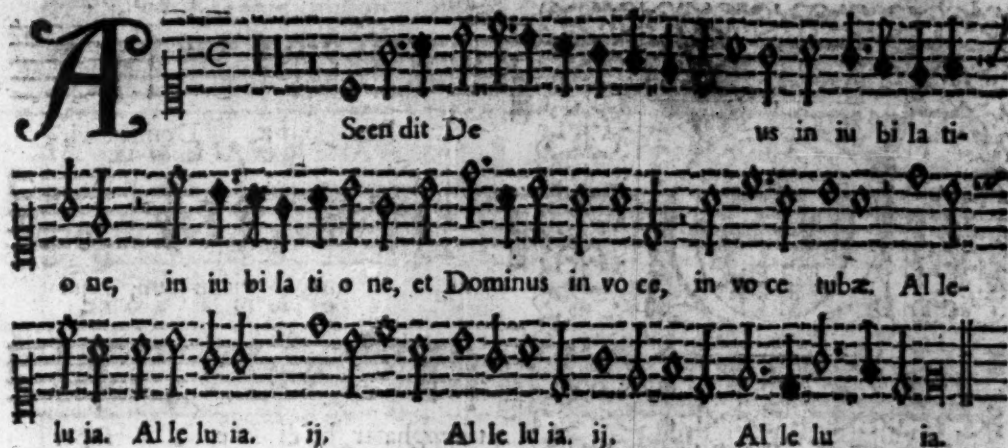 A
Scen dit De us in iu bi la ti-
o ne, in iu bi la ti o ne, et Dominus in vo ce, in vo ce tubæ. Al le-
lu ia. Al le lu ia. ij. Al le lu ia. ij. Al le lu ia.